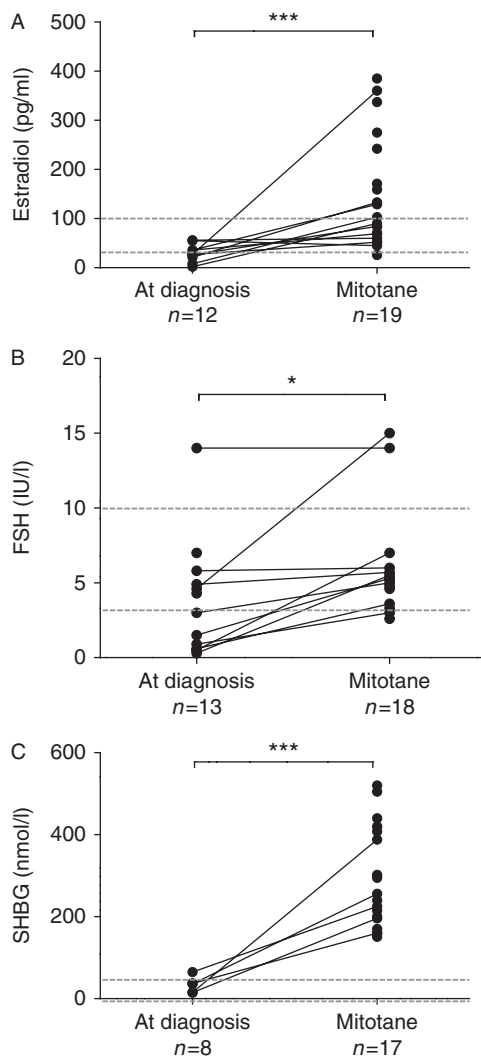 A
***
500
400
300
200
100
0
Estradiol (pg/ml)
At diagnosis Mitotane
n=12 n=19
B
*
20
15
10
5
0
FSH (IU/l)
At diagnosis Mitotane
n=13 n=18
C
***
600
400
200
0
SHBG (nmol/l)
At diagnosis Mitotane
n=8 n=17